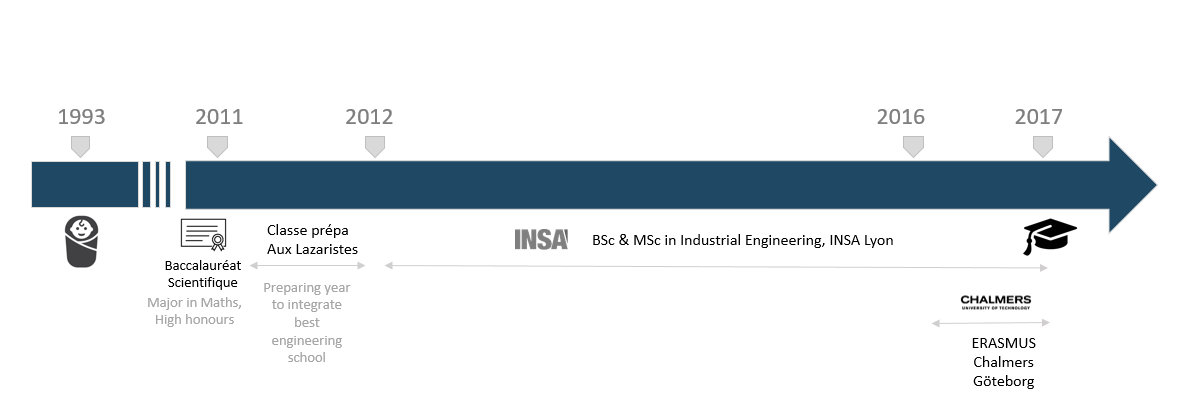 1993
2011
2012
2016
2017
Baccalauréat
Scientifique
Major in Maths,
High honours
Classe prépa
Aux Lazaristes
Preparing year
to integrate
best
engineering
school
INSA
BSc & MSc in Industrial Engineering, INSA Lyon
CHALMERS
UNIVERSITY OF TECHNOLOGY
ERASMUS
Chalmers
Göteborg